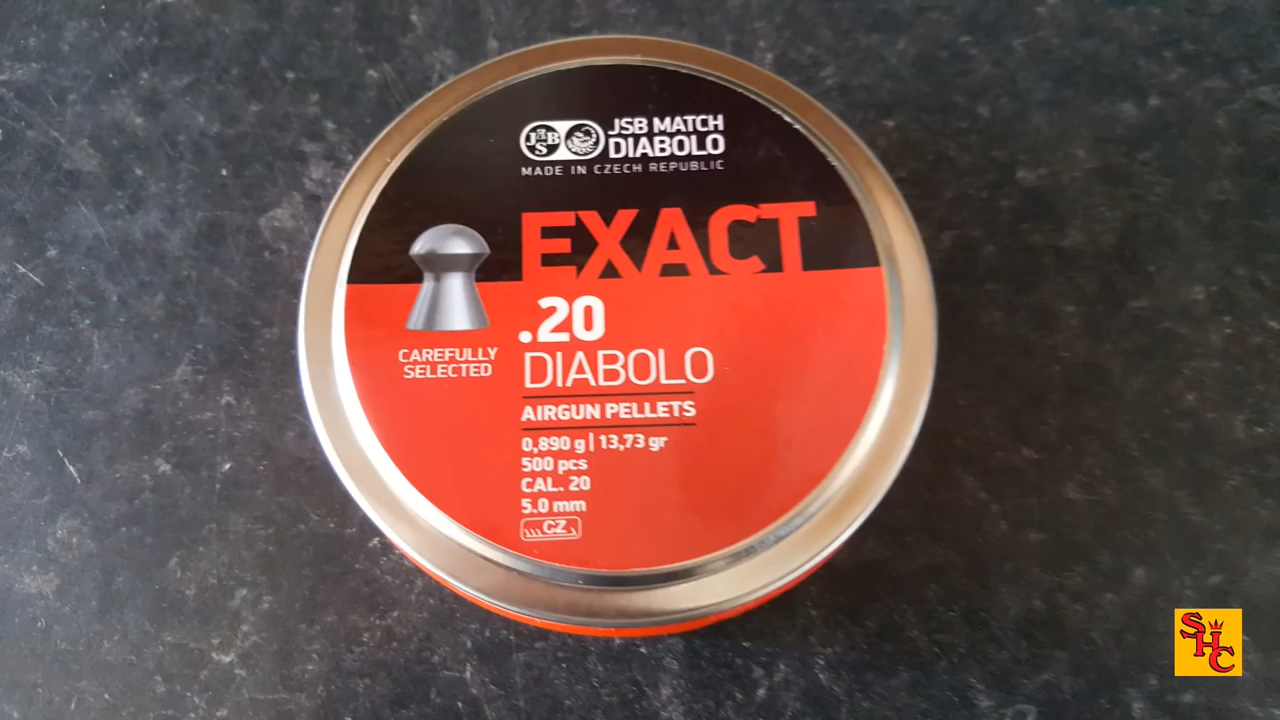 JSB
JSB MATCH
DIABOLO
MADE IN CZECH REPUBLIC
EXACT
.20
DIABOLO
CAREFULLY
SELECTED
AIRGUN PELLETS
0,890 g | 13,73 gr
500 pcs
CAL. 20
5.0 mm
CZ
SHC